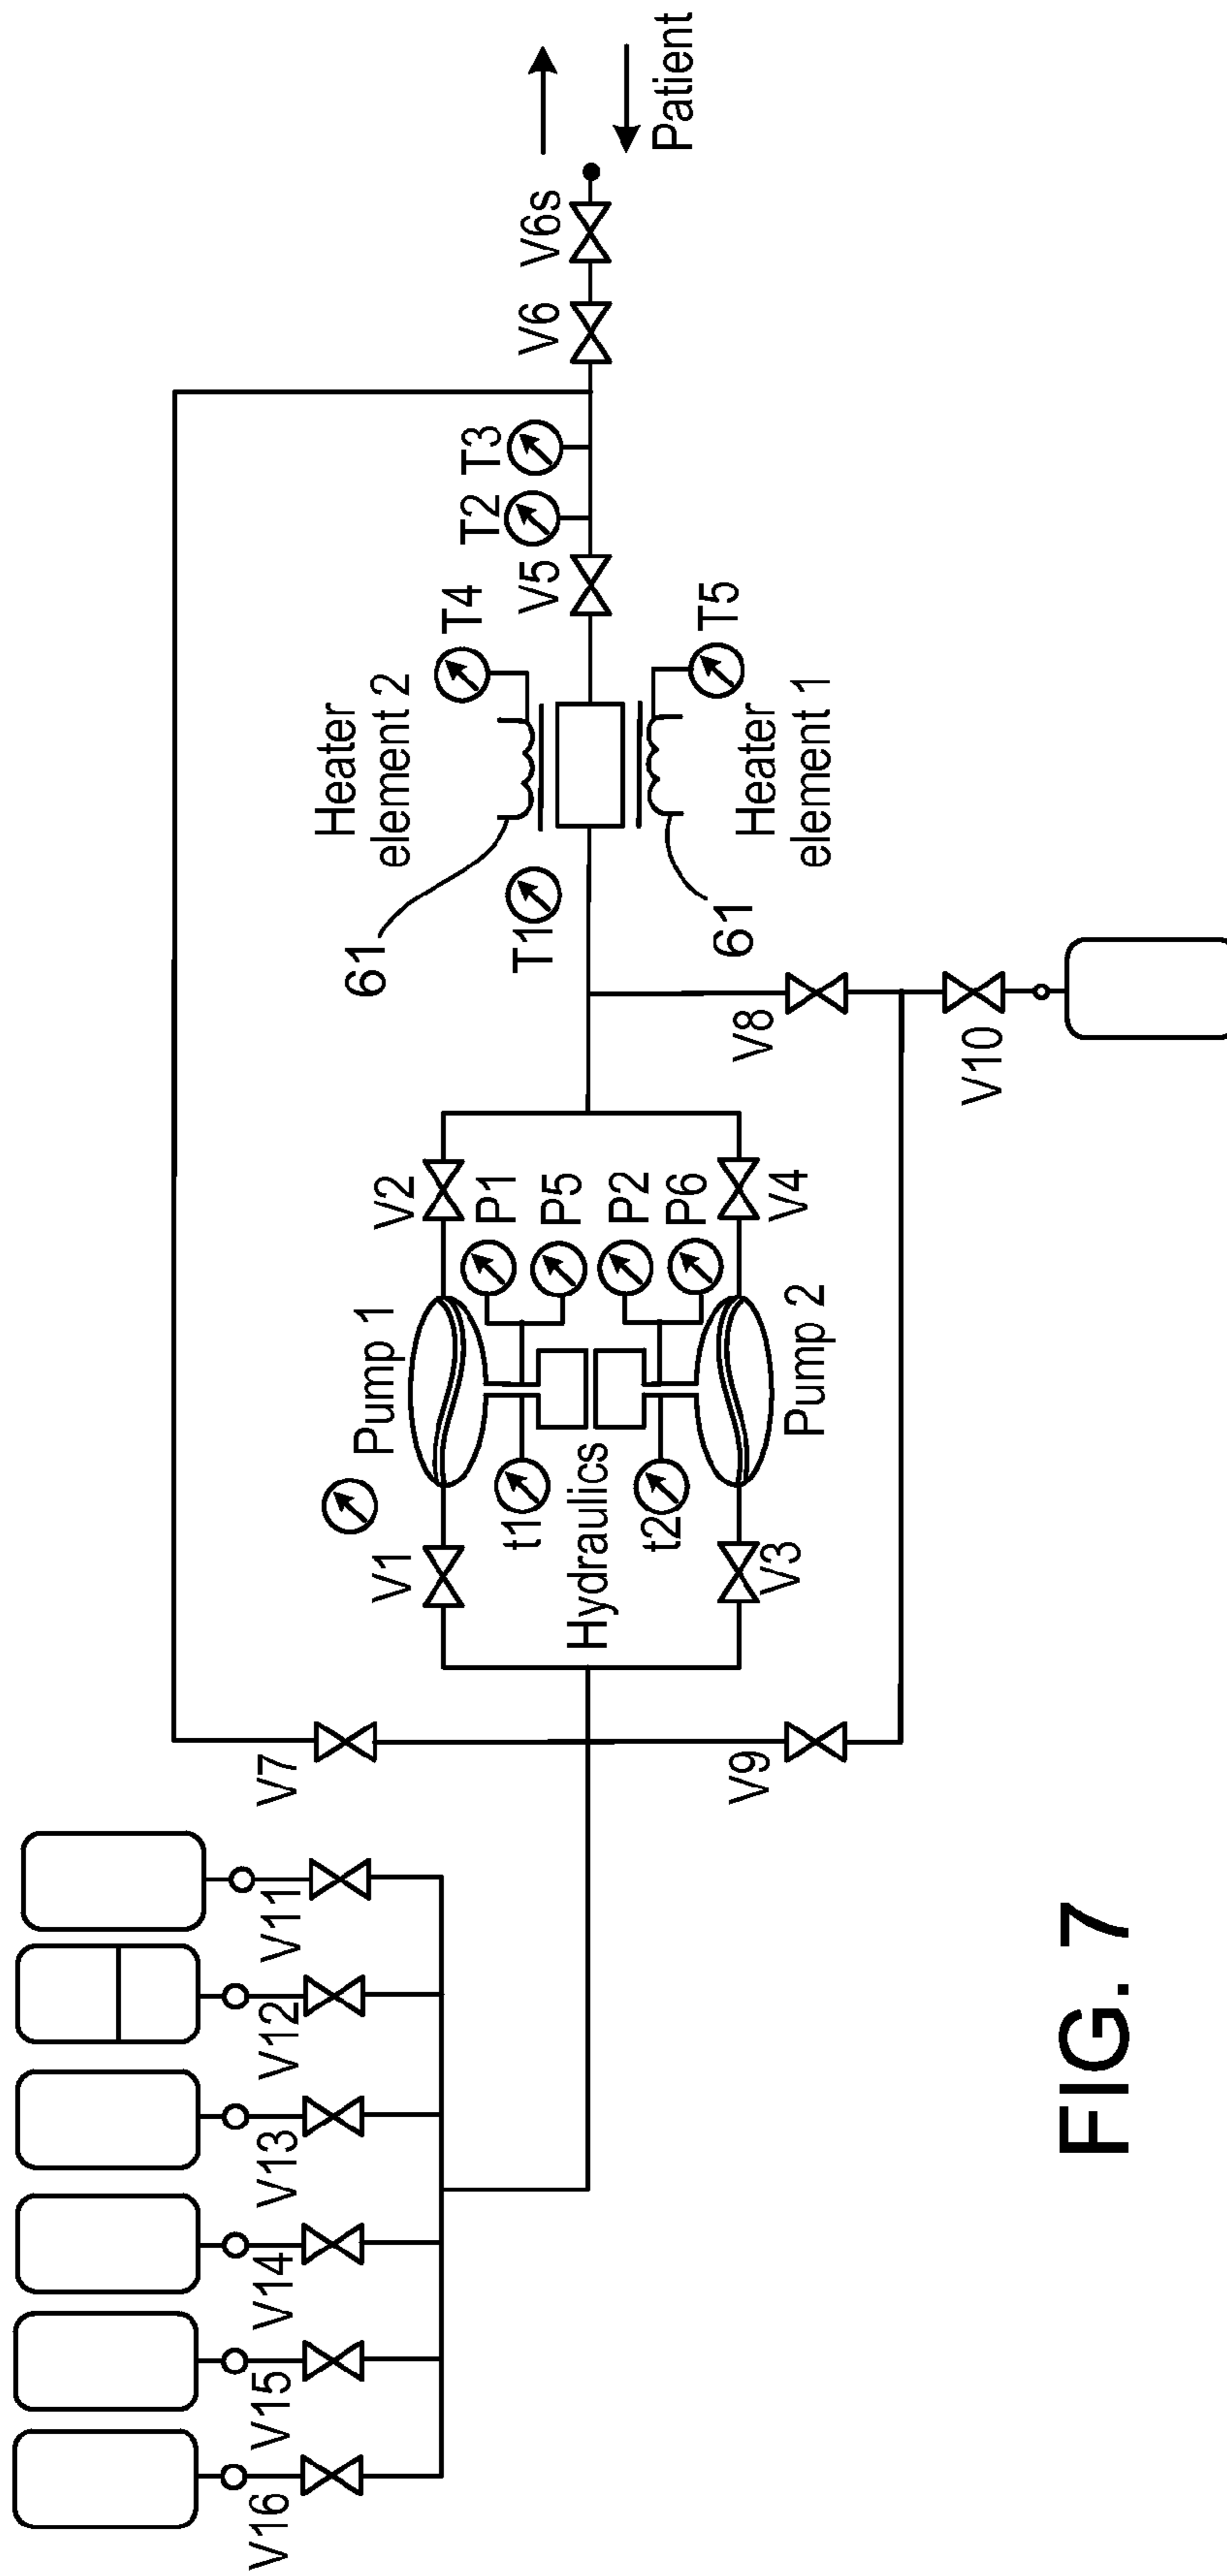 V16
V15
V14
V13
V12
V11
V7
V9
V1
V3
Pump 1
t1
Hydraulics
t2
Pump 2
V2
P1
P5
P2
P6
V4
V8
V10
T1
61
61
Heater
element 2
Heater
element 1
T4
T5
V5
T2
T3
V6
V6s
Patient
FIG. 7